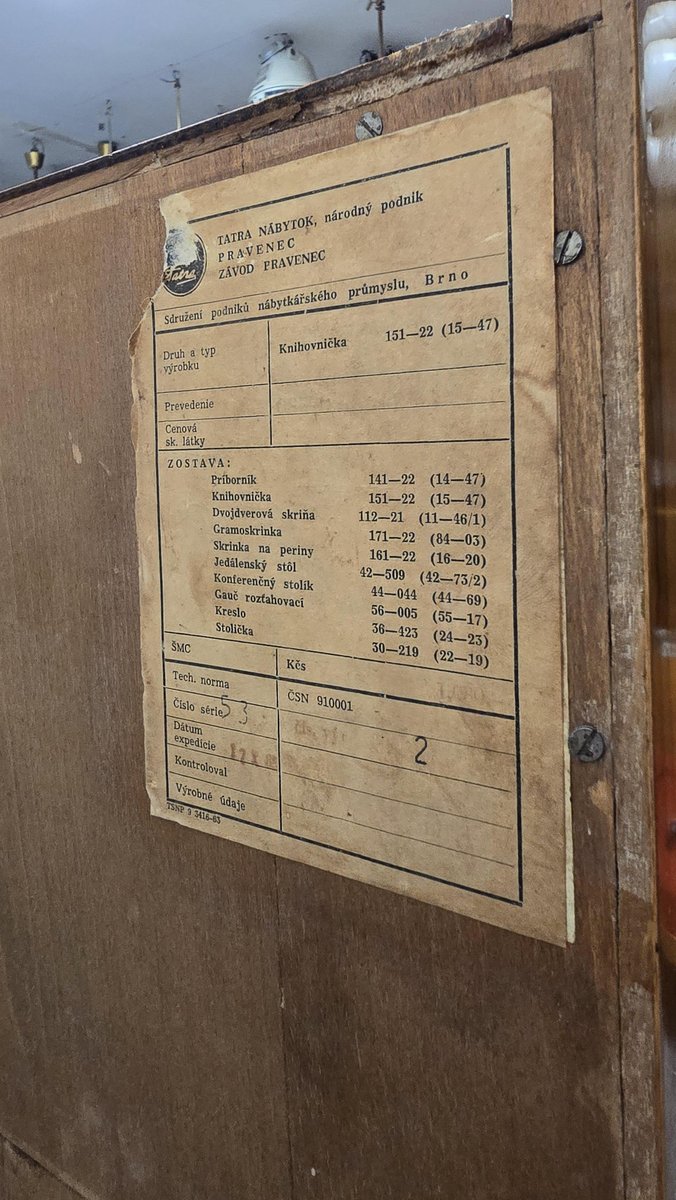 TATRA NÁBYTOK, národný podnik
PRAVENEC
ZÁVOD PRAVENEC
Tatra
Sdružení podniků nábytkářského průmyslu, Brno
Druh a typ výrobku
Knihovnička 151—22 (15—47)
Prevedenie
Cenová sk. látky
ZOSTAVA:
Príborník 141—22 (14—47)
Knihovnička 151—22 (15—47)
Dvojdverová skriňa 112—21 (11—46/1)
Gramoskrinka 171—22 (84—03)
Skrinka na periny 161—22 (16—20)
Jedálenský stôl 42—509 (42—73/2)
Konferenčný stolík 44—044 (44—69)
Gauč rozťahovací 56—005 (55—17)
Kreslo 36—423 (24—23)
Stolička 30—219 (22—19)
ŠMC Kčs
Tech. norma ČSN 910001
Číslo série 53
Dátum expedície
2
Kontroloval
Výrobné údaje
TSNP 9 3416-63